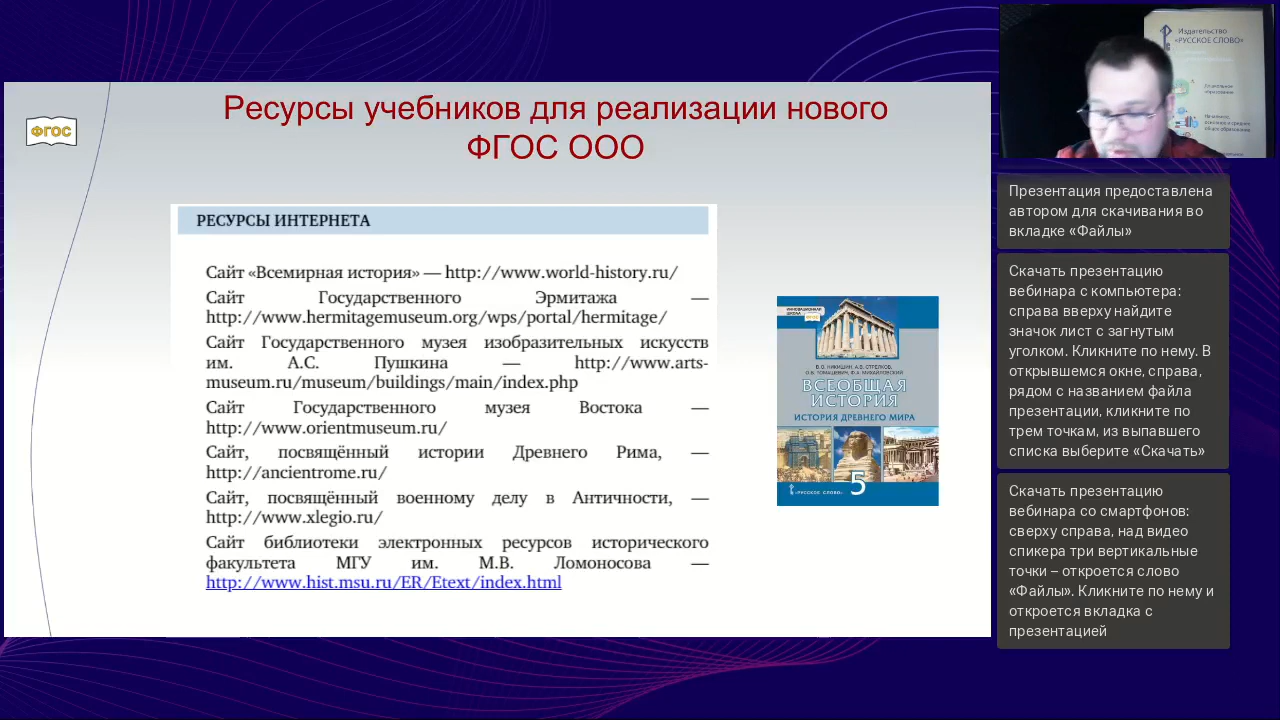 Ресурсы учебников для реализации нового
ФГОС ООО
ФГОС
РЕСУРСЫ ИНТЕРНЕТА
Сайт «Всемирная история» — http://www.world-history.ru/
Сайт Государственного Эрмитажа —
http://www.hermitagemuseum.org/wps/portal/hermitage/
Сайт Государственного музея изобразительных искусств
им. А.С. Пушкина — http://www.arts-
museum.ru/museum/buildings/main/index.php
Сайт Государственного музея Востока —
http://www.orientmuseum.ru/
Сайт, посвящённый истории Древнего Рима, —
http://ancientrome.ru/
Сайт, посвящённый военному делу в Античности, —
http://www.xlegio.ru/
Сайт библиотеки электронных ресурсов исторического
факультета МГУ им. М.В. Ломоносова —
http://www.hist.msu.ru/ER/Etext/index.html
ИННОВАЦИОННАЯ
ШКОЛА
ФГОС
В.О. НИКИШИН, А.В. СТРЕЛКОВ,
О.В. ТОМАШЕВИЧ, Ф.А. МИХАЙЛОВСКИЙ
ВСЕОБЩАЯ
ИСТОРИЯ
ИСТОРИЯ ДРЕВНЕГО МИРА
5
«РУССКОЕ СЛОВО»
Издательство
«РУССКОЕ СЛОВО»
Презентация предоставлена
автором для скачивания во
вкладке «Файлы»
Скачать презентацию
вебинара с компьютера:
справа вверху найдите
значок лист с загнутым
уголком. Кликните по нему. В
открывшемся окне, справа,
рядом с названием файла
презентации, кликните по
трем точкам, из выпавшего
списка выберите «Скачать»
Скачать презентацию
вебинара со смартфонов:
сверху справа, над видео
спикера три вертикальные
точки – откроется слово
«Файлы». Кликните по нему и
откроется вкладка с
презентацией